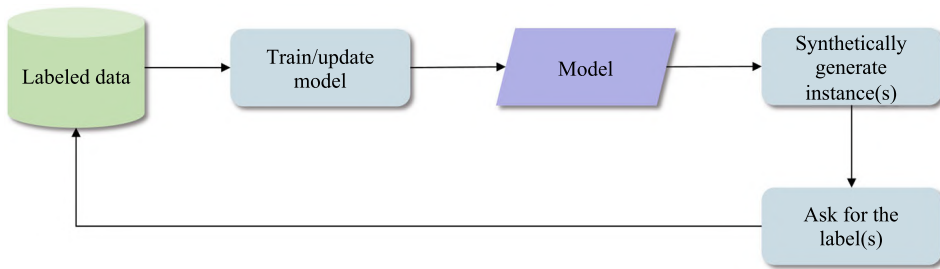 Labeled data
Train/update
model
Model
Synthetically
generate
instance(s)
Ask for the
label(s)